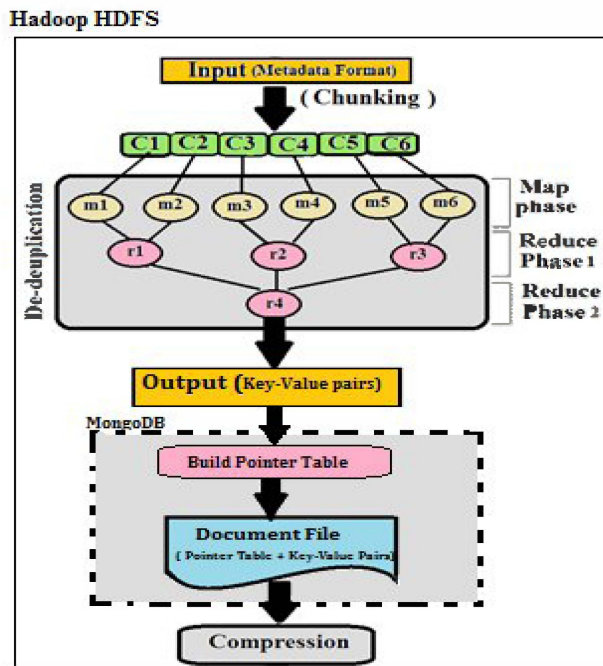 Hadoop HDFS
Input (Metadata Format)
( Chunking )
C1 C2 C3 C4 C5 C6
m1 m2 m3 m4 m5 m6
Map
phase
r1 r2 r3
Reduce
Phase 1
De-deuplication
r4
Reduce
Phase 2
Output (Key-Value pairs)
MongoDB
Build Pointer Table
Document File
( Pointer Table + Key-Value Pairs)
Compression